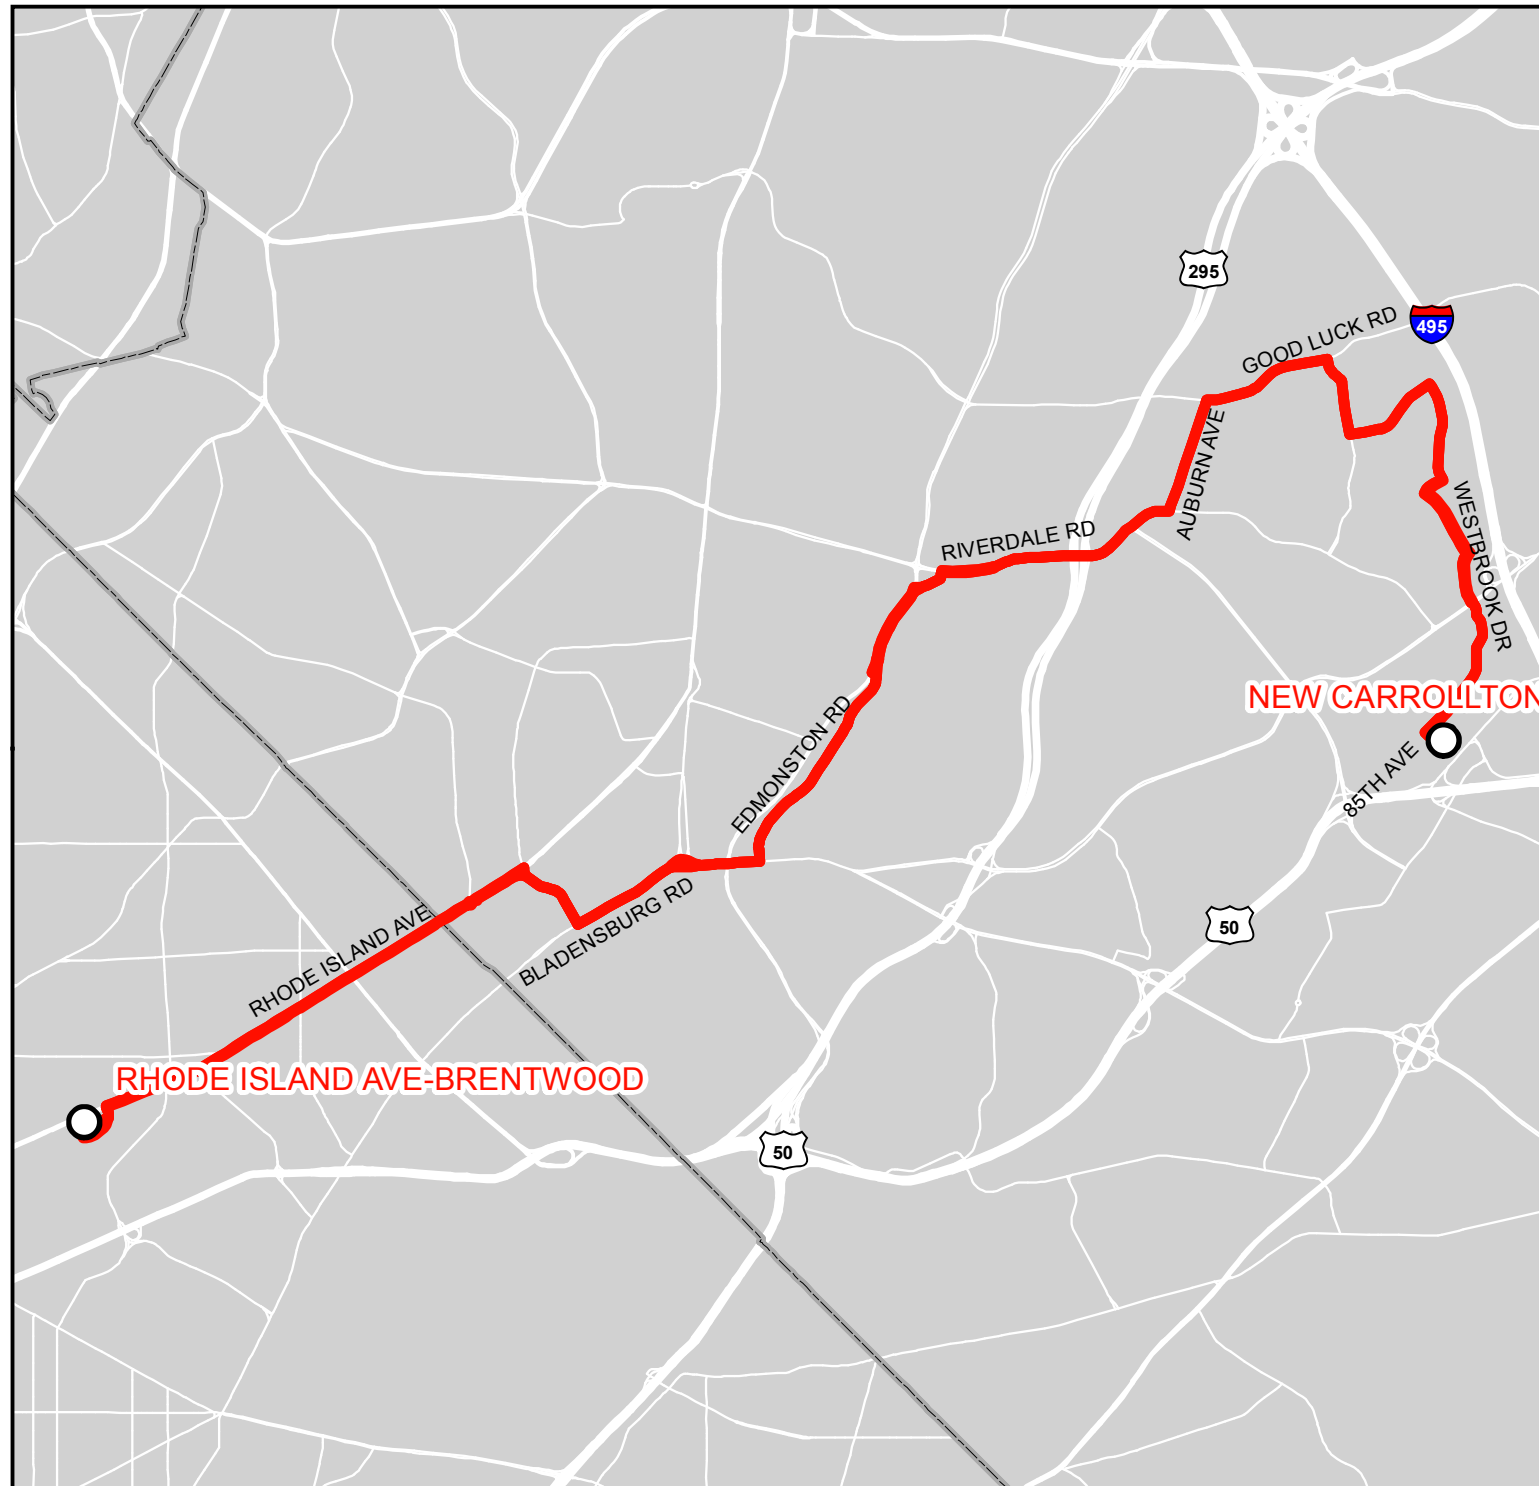 295
GOOD LUCK RD
495
AUBURN AVE
RIVERDALE RD
WESTBROOK DR
NEW CARROLLTON
EDMONSTON RD
85TH AVE
BLADENSBURG RD
RHODE ISLAND AVE
50
RHODE ISLAND AVE-BRENTWOOD
50